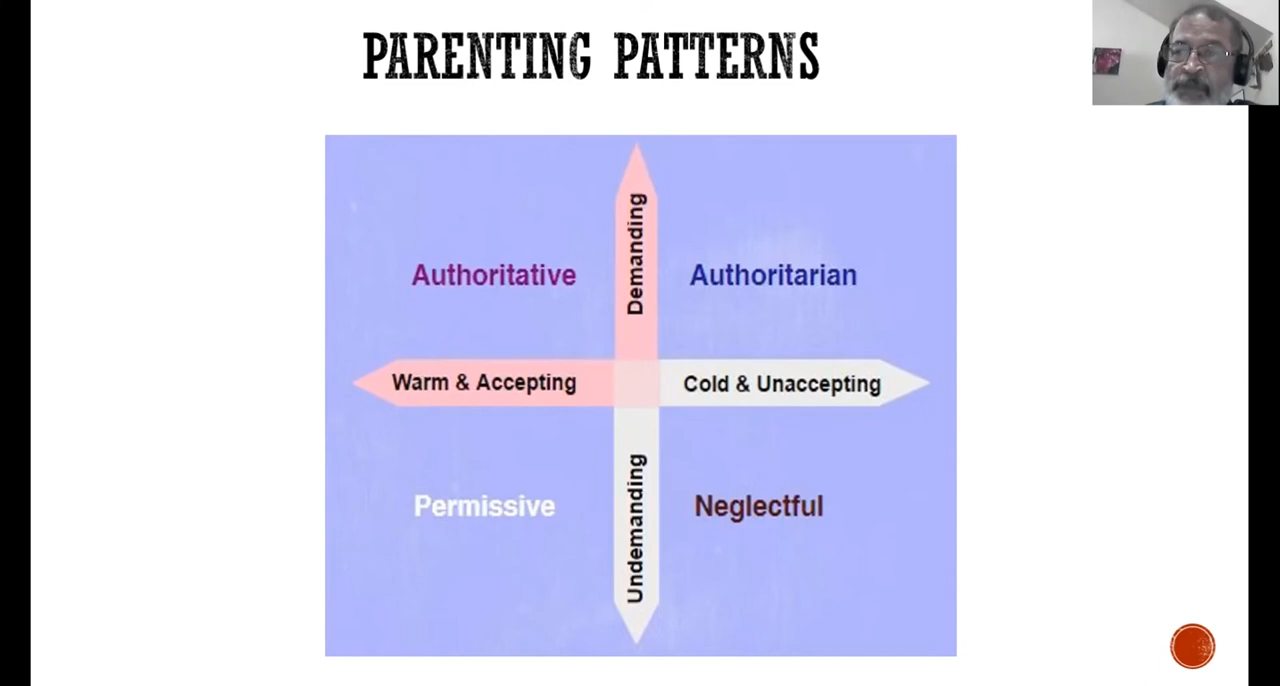 PARENTING PATTERNS
Demanding
Authoritative
Authoritarian
Warm & Accepting
Cold & Unaccepting
Permissive
Neglectful
Undemanding